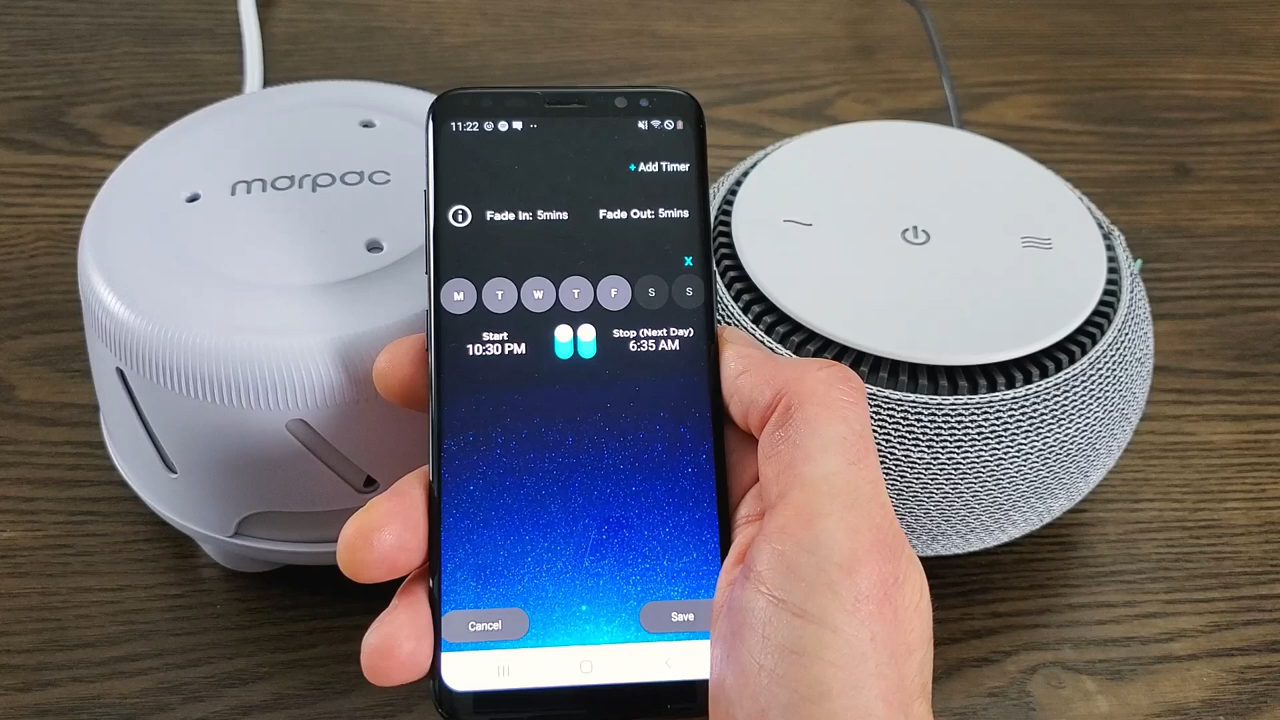 marpac
11:22
+ Add Timer
Fade In: 5mins Fade Out: 5mins
X
M T W T F S S
Start Stop (Next Day)
10:30 PM 6:35 AM
Cancel Save